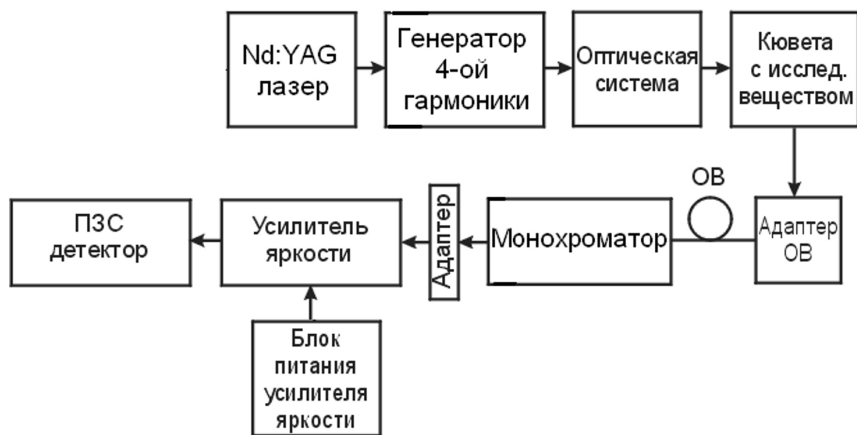 Nd:YAG
лазер
Генератор
4-ой
гармоники
Оптическая
система
Кювета
с исслед.
веществом
ПЗС
детектор
Усилитель
яркости
Адаптер
Монохроматор
ОВ
Адаптер
ОВ
Блок
питания
усилителя
яркости